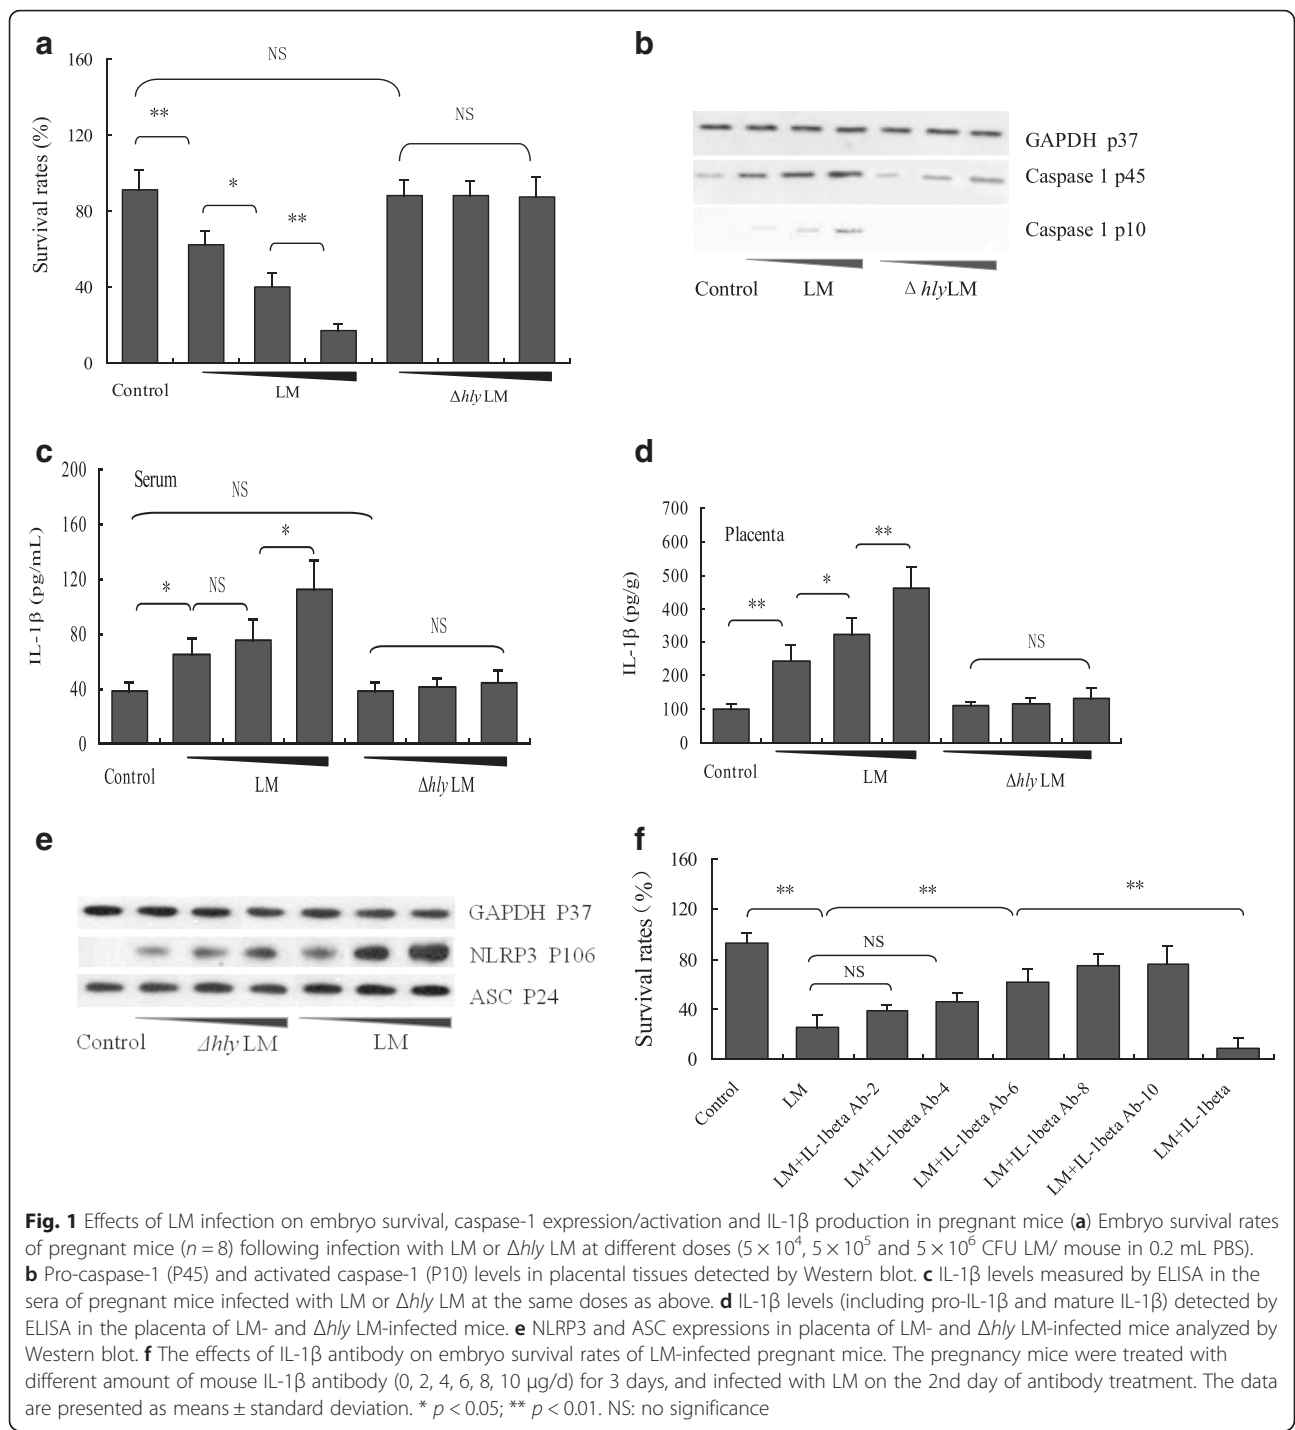 a
160
NS
**
NS
120
*
**
80
40
0
Survival rates (%)
Control
LM
Δhly LM
b
GAPDH p37
Caspase 1 p45
Caspase 1 p10
Control
LM
Δ hlyLM
c
200
Serum
NS
160
*
120
*
NS
80
NS
40
0
IL-1β (pg/mL)
Control
LM
Δhly LM
d
700
Placenta
**
600
500
*
400
**
300
NS
200
100
0
IL-1β (pg/g)
Control
LM
Δhly LM
e
GAPDH P37
NLRP3 P106
ASC P24
Control
Δhly LM
LM
f
160
**
**
**
120
NS
80
NS
40
0
Survival rates (%)
Control
LM
LM+IL-1beta Ab-2
LM+IL-1beta Ab-4
LM+IL-1beta Ab-6
LM+IL-1beta Ab-8
LM+IL-1beta Ab-10
LM+IL-1beta
Fig. 1 Effects of LM infection on embryo survival, caspase-1 expression/activation and IL-1β production in pregnant mice (a) Embryo survival rates
of pregnant mice (n = 8) following infection with LM or Δhly LM at different doses (5 × 10⁴, 5 × 10⁵ and 5 × 10⁶ CFU LM/ mouse in 0.2 mL PBS).
b Pro-caspase-1 (P45) and activated caspase-1 (P10) levels in placental tissues detected by Western blot. c IL-1β levels measured by ELISA in the
sera of pregnant mice infected with LM or Δhly LM at the same doses as above. d IL-1β levels (including pro-IL-1β and mature IL-1β) detected by
ELISA in the placenta of LM- and Δhly LM-infected mice. e NLRP3 and ASC expressions in placenta of LM- and Δhly LM-infected mice analyzed by
Western blot. f The effects of IL-1β antibody on embryo survival rates of LM-infected pregnant mice. The pregnancy mice were treated with
different amount of mouse IL-1β antibody (0, 2, 4, 6, 8, 10 μg/d) for 3 days, and infected with LM on the 2nd day of antibody treatment. The data
are presented as means ± standard deviation. * p < 0.05; ** p < 0.01. NS: no significance